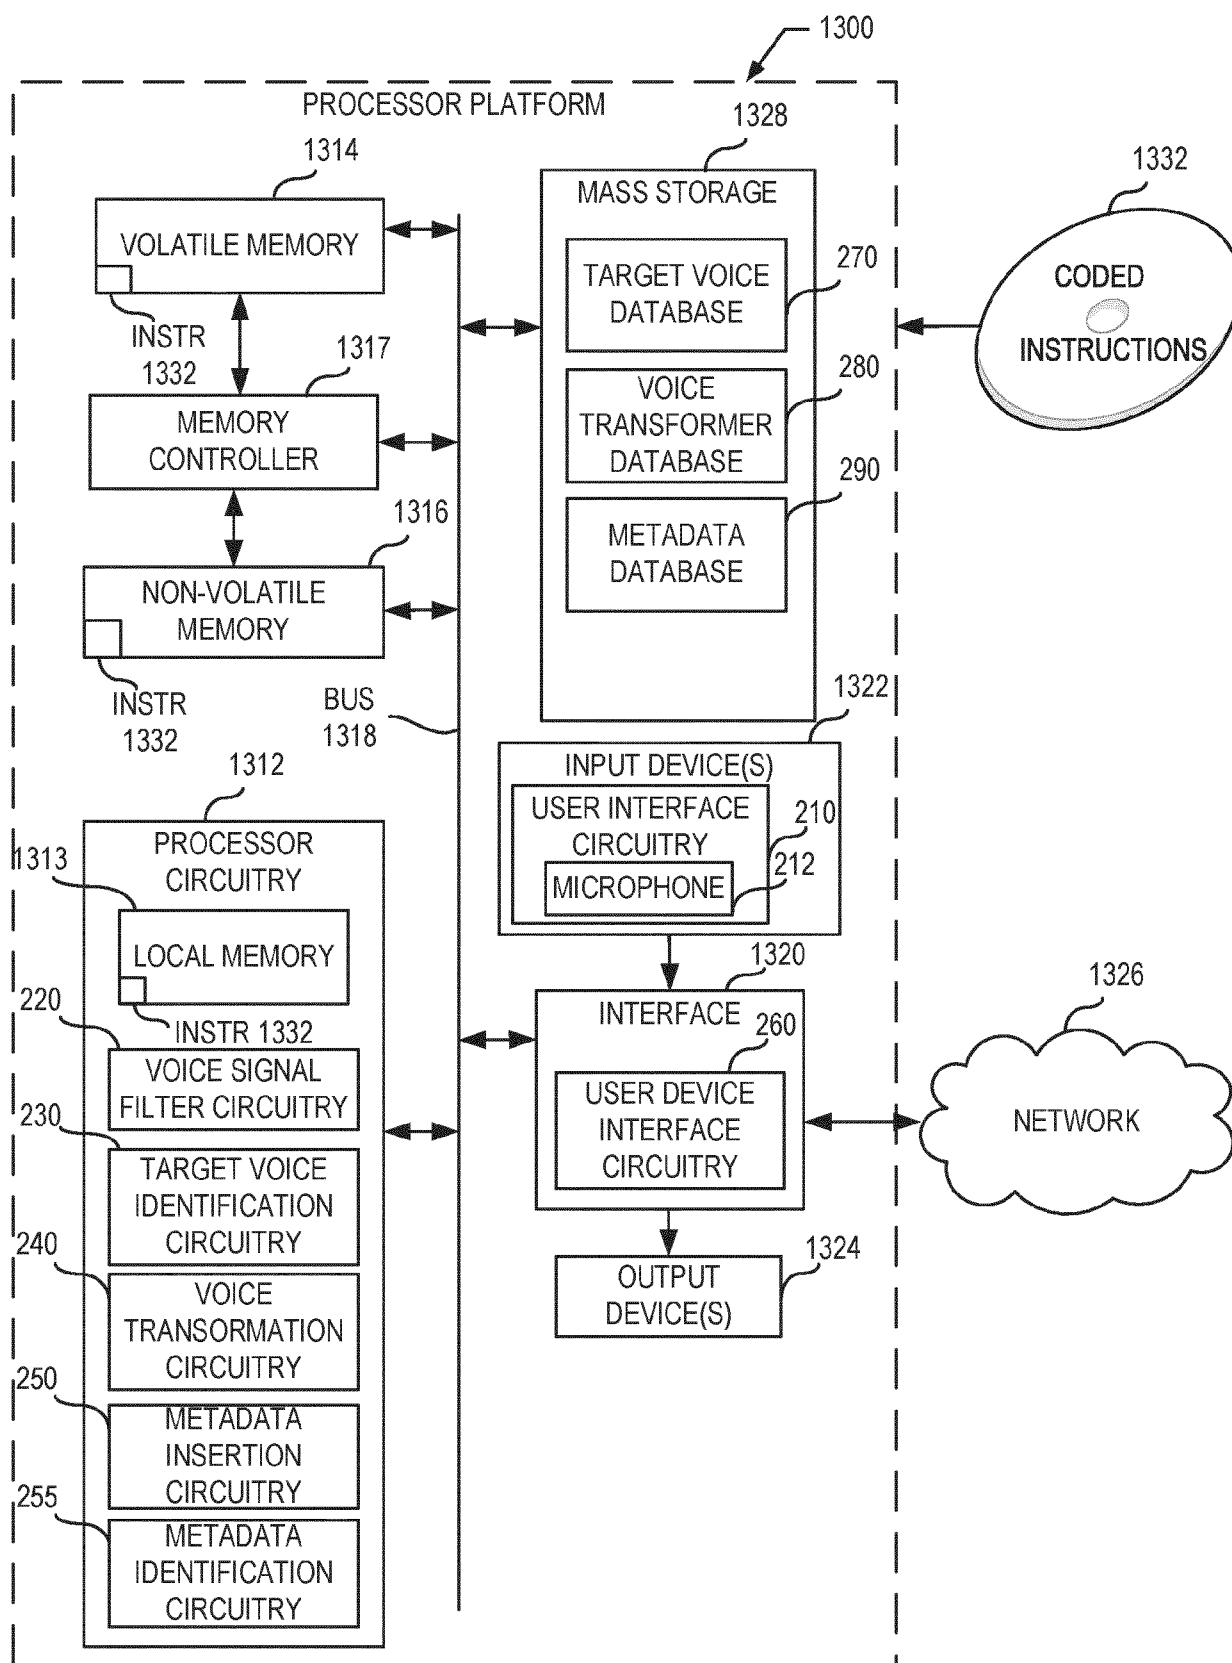 1300
PROCESSOR PLATFORM
1314
VOLATILE MEMORY
INSTR
1332
1317
MEMORY
CONTROLLER
1316
NON-VOLATILE
MEMORY
INSTR
1332
BUS
1318
1328
MASS STORAGE
TARGET VOICE
DATABASE
270
VOICE
TRANSFORMER
DATABASE
280
METADATA
DATABASE
290
1332
CODED
INSTRUCTIONS
1312
PROCESSOR
CIRCUITRY
1313
LOCAL MEMORY
INSTR 1332
220
VOICE SIGNAL
FILTER CIRCUITRY
230
TARGET VOICE
IDENTIFICATION
CIRCUITRY
240
VOICE
TRANSORMATION
CIRCUITRY
250
METADATA
INSERTION
CIRCUITRY
255
METADATA
IDENTIFICATION
CIRCUITRY
1322
INPUT DEVICE(S)
USER INTERFACE
CIRCUITRY
210
MICROPHONE
212
1320
INTERFACE
260
USER DEVICE
INTERFACE
CIRCUITRY
1324
OUTPUT
DEVICE(S)
1326
NETWORK